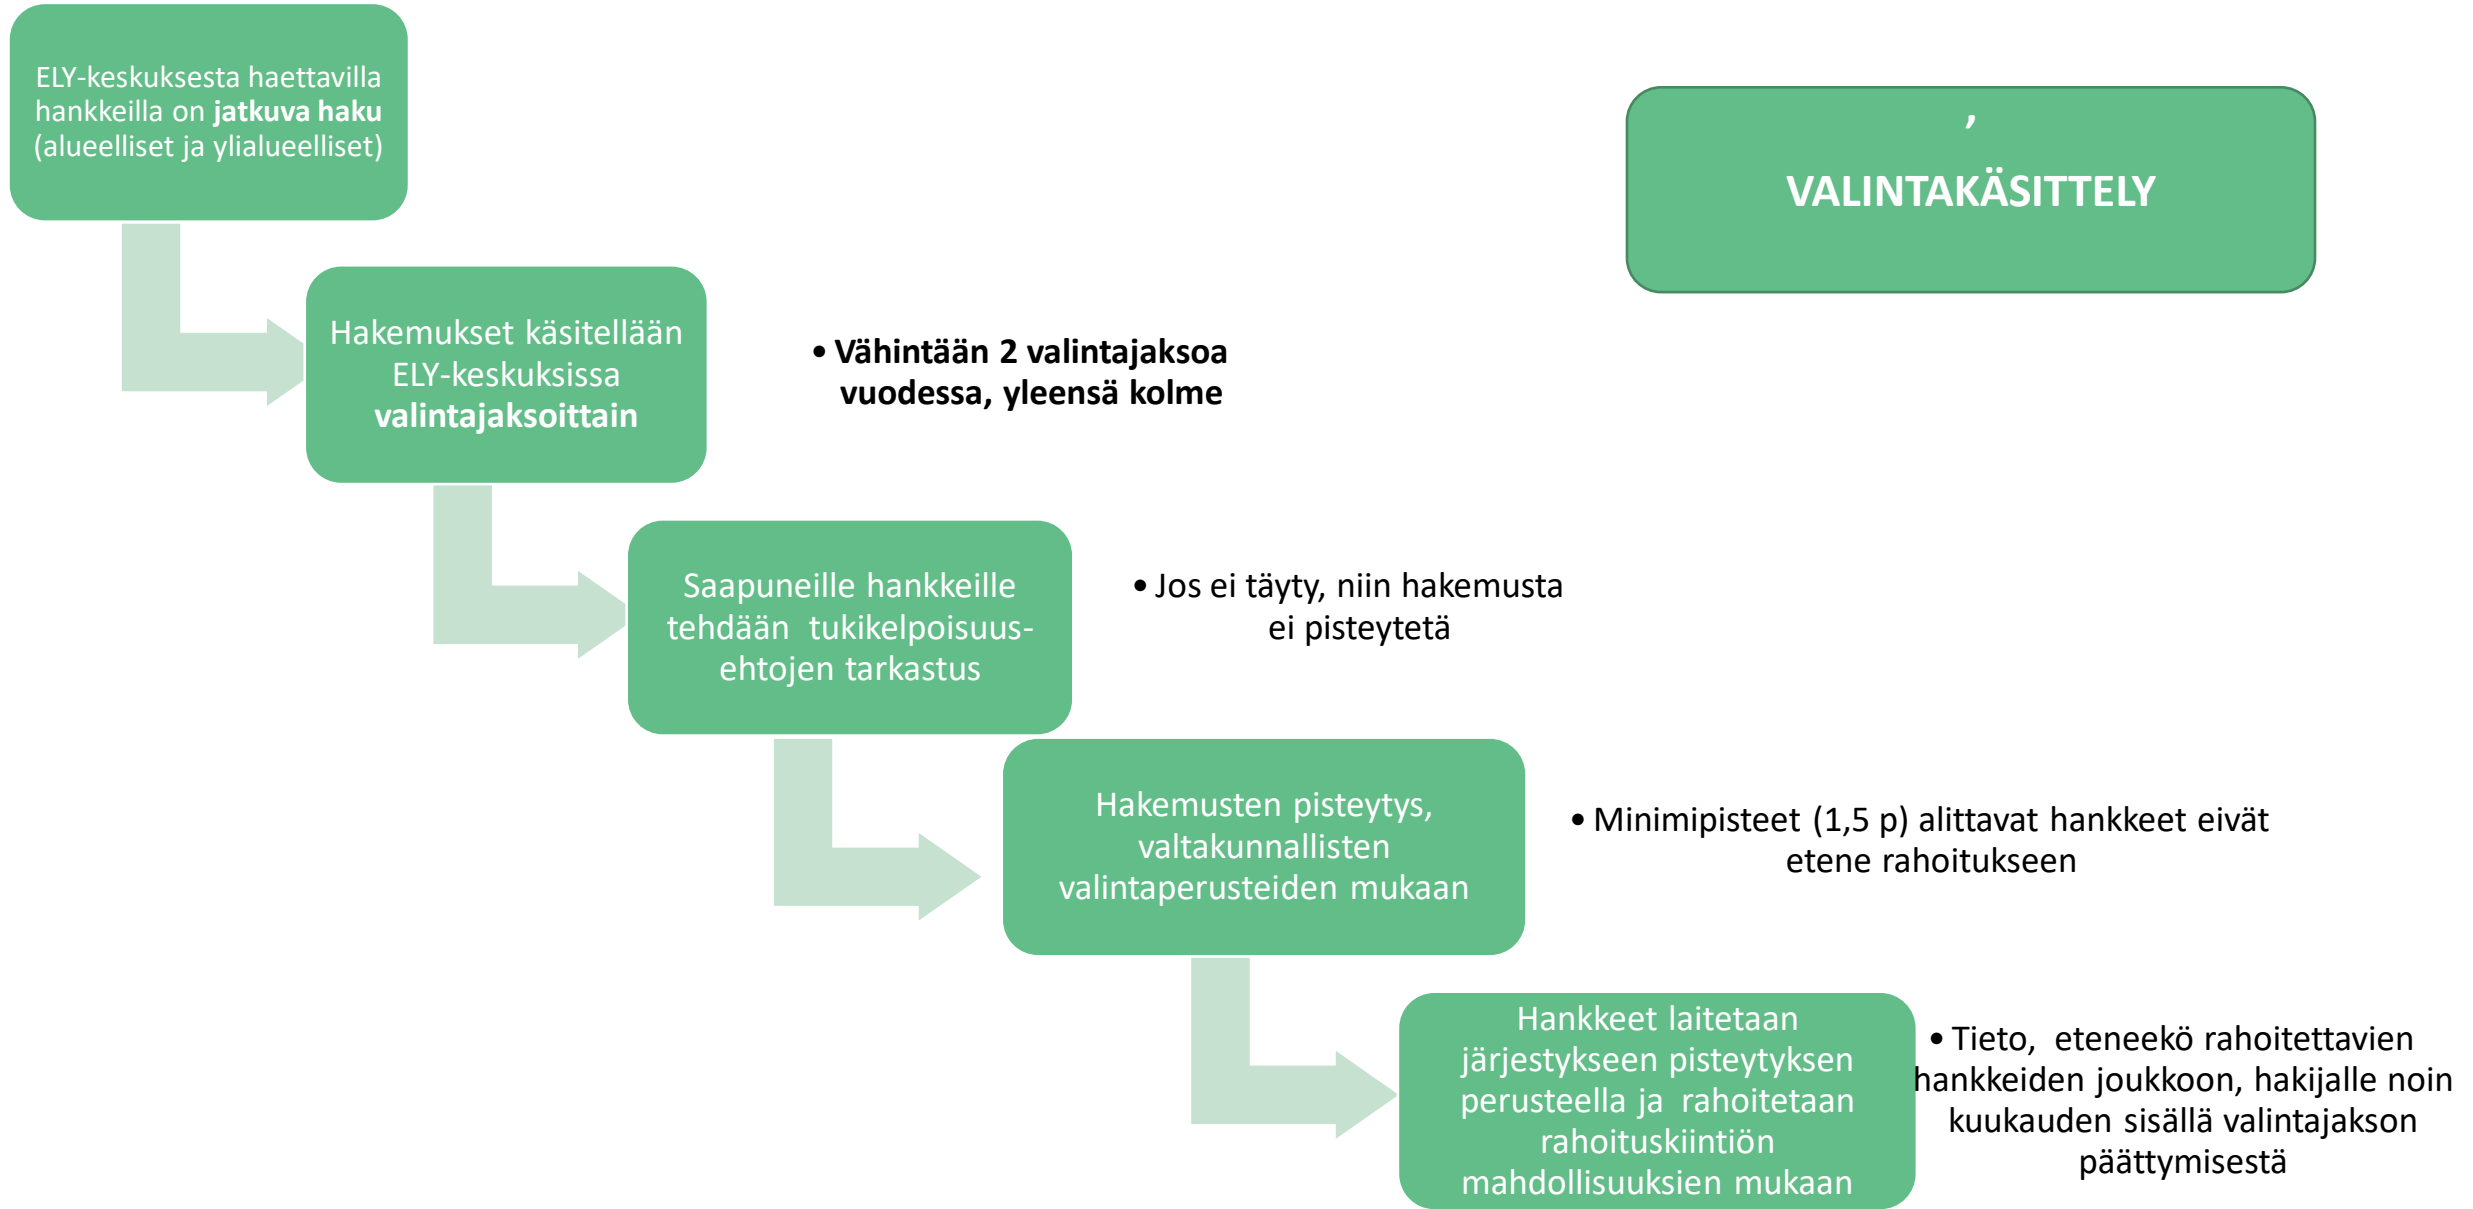 ELY-keskuksesta haettavilla
hankkeilla on jatkuva haku
(alueelliset ja ylialueelliset)
,
VALINTAKÄSITTELY
Hakemukset käsitellään
ELY-keskuksissa
valintajaksoittain
• Vähintään 2 valintajaksoa
vuodessa, yleensä kolme
Saapuneille hankkeille
tehdään tukikelpoisuus-
ehtojen tarkastus
• Jos ei täyty, niin hakemusta
ei pisteytetä
Hakemusten pisteytys,
valtakunnallisten
valintaperusteiden mukaan
• Minimipisteet (1,5 p) alittavat hankkeet eivät
etene rahoitukseen
Hankkeet laitetaan
järjestykseen pisteytyksen
perusteella ja rahoitetaan
rahoituskiintiön
mahdollisuuksien mukaan
• Tieto, eteneekö rahoitettavien
hankkeiden joukkoon, hakijalle noin
kuukauden sisällä valintajakson
päättymisestä